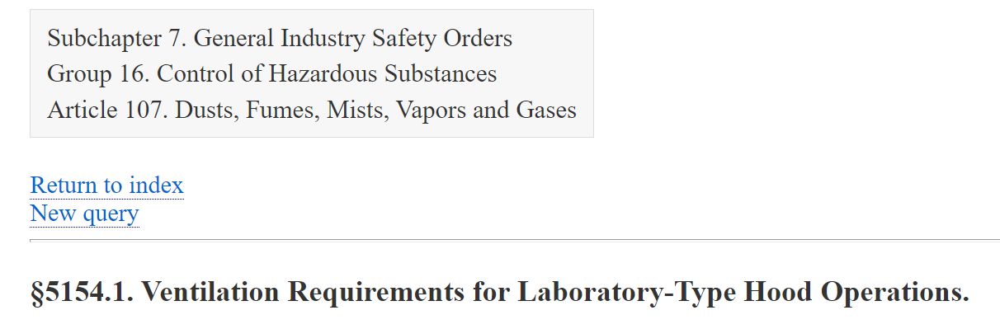 Subchapter 7. General Industry Safety Orders
Group 16. Control of Hazardous Substances
Article 107. Dusts, Fumes, Mists, Vapors and Gases
Return to index
New query
§5154.1. Ventilation Requirements for Laboratory-Type Hood Operations.